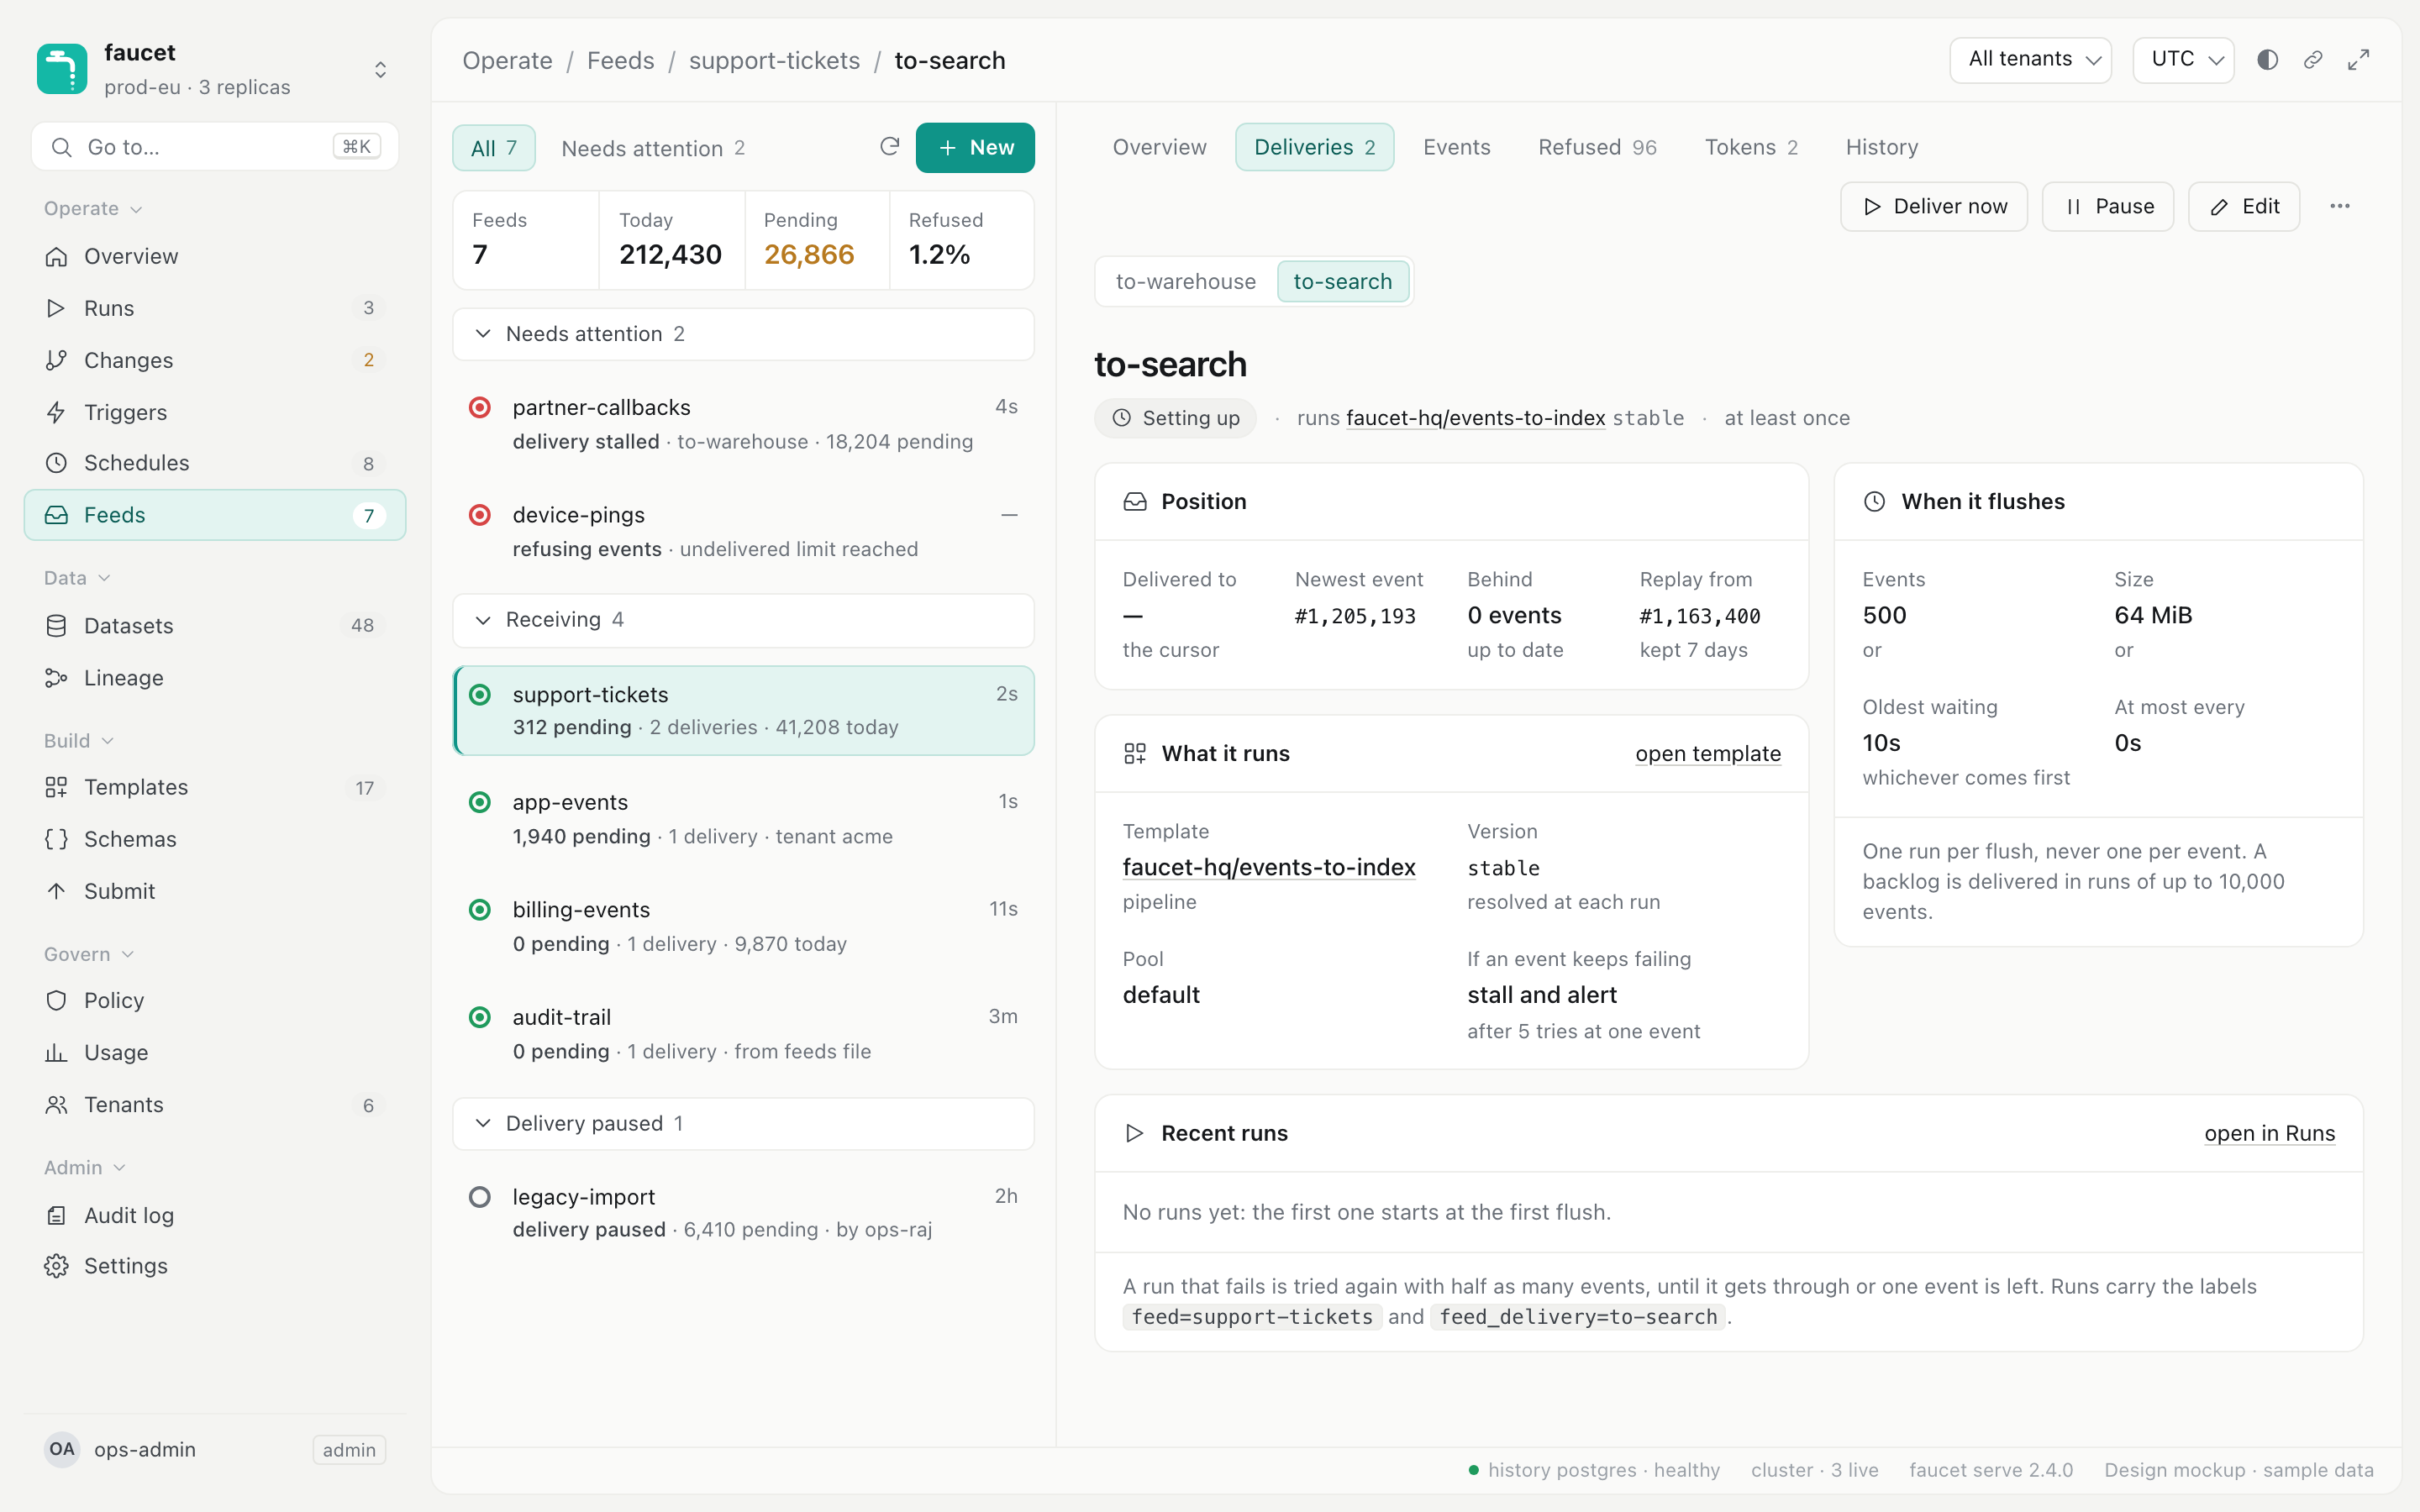 faucet
prod-eu · 3 replicas
Go to... ⌘K
Operate
Overview
Runs 3
Changes 2
Triggers
Schedules 8
Feeds 7
Data
Datasets 48
Lineage
Build
Templates 17
Schemas
Submit
Govern
Policy
Usage
Tenants 6
Admin
Audit log
Settings
OA ops-admin admin
Operate / Feeds / support-tickets / to-search
All tenants UTC
All 7 Needs attention 2 + New
Feeds Today Pending Refused
7 212,430 26,866 1.2%
Needs attention 2
partner-callbacks 4s
delivery stalled · to-warehouse · 18,204 pending
device-pings —
refusing events · undelivered limit reached
Receiving 4
support-tickets 2s
312 pending · 2 deliveries · 41,208 today
app-events 1s
1,940 pending · 1 delivery · tenant acme
billing-events 11s
0 pending · 1 delivery · 9,870 today
audit-trail 3m
0 pending · 1 delivery · from feeds file
Delivery paused 1
legacy-import 2h
delivery paused · 6,410 pending · by ops-raj
Overview Deliveries 2 Events Refused 96 Tokens 2 History
Deliver now Pause Edit ···
to-warehouse to-search
to-search
Setting up · runs faucet-hq/events-to-index stable · at least once
Position
Delivered to Newest event Behind Replay from
— #1,205,193 0 events #1,163,400
the cursor up to date kept 7 days
When it flushes
Events Size
500 64 MiB
or or
Oldest waiting At most every
10s 0s
whichever comes first
One run per flush, never one per event. A
backlog is delivered in runs of up to 10,000
events.
What it runs open template
Template Version
faucet-hq/events-to-index stable
pipeline resolved at each run
Pool If an event keeps failing
default stall and alert
after 5 tries at one event
Recent runs open in Runs
No runs yet: the first one starts at the first flush.
A run that fails is tried again with half as many events, until it gets through or one event is left. Runs carry the labels
feed=support-tickets and feed_delivery=to-search.
history postgres · healthy cluster · 3 live faucet serve 2.4.0 Design mockup · sample data